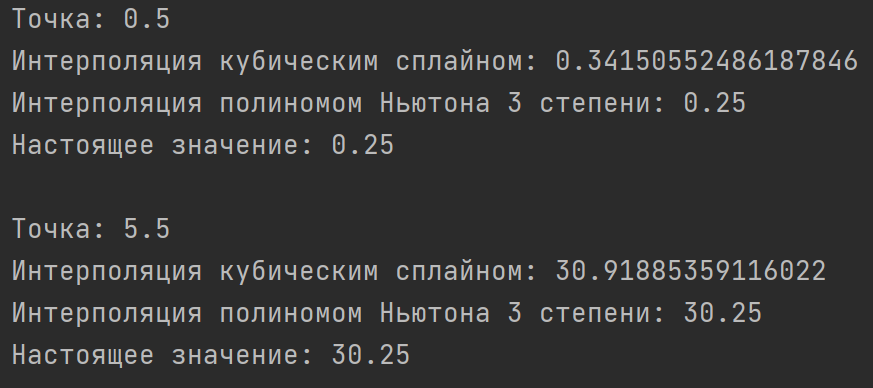 Точка: 0.5
Интерполяция кубическим сплайном: 0.34150552486187846
Интерполяция полиномом Ньютона 3 степени: 0.25
Настоящее значение: 0.25
Точка: 5.5
Интерполяция кубическим сплайном: 30.91885359116022
Интерполяция полиномом Ньютона 3 степени: 30.25
Настоящее значение: 30.25